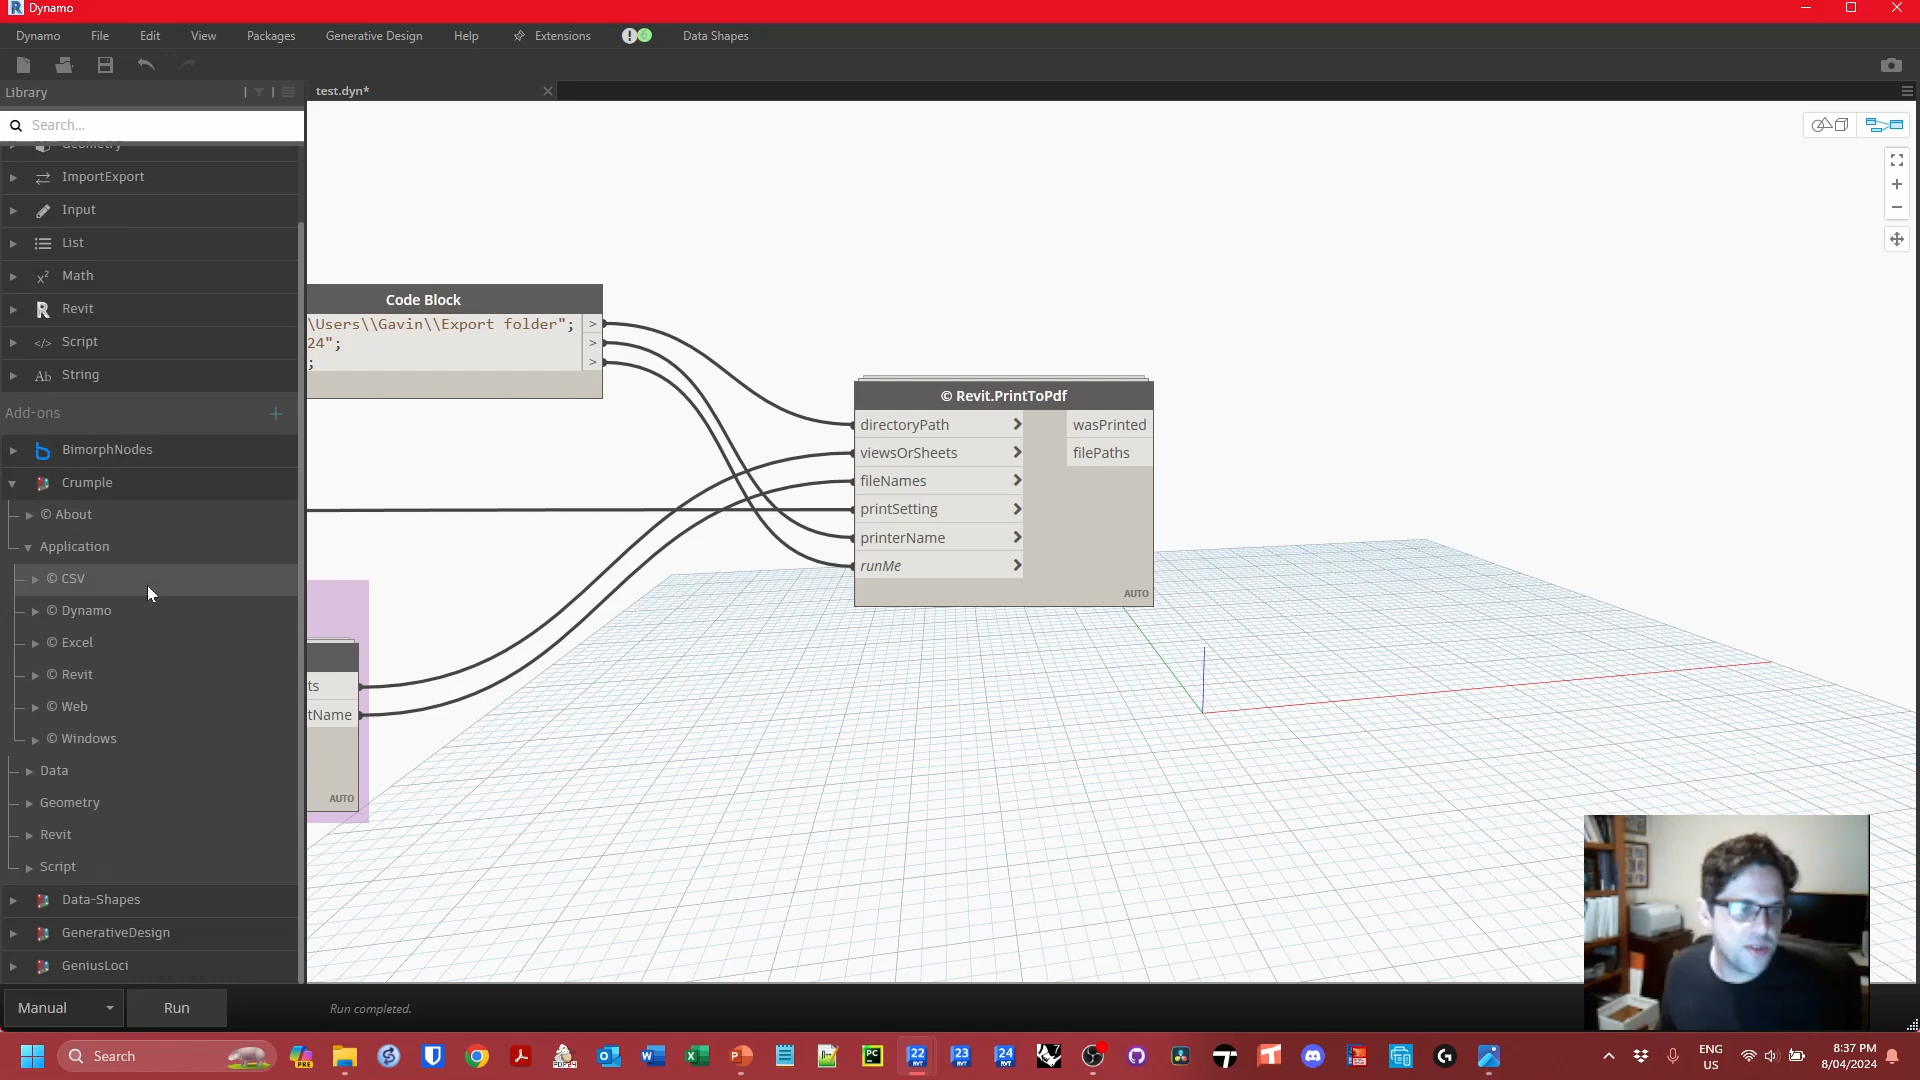 Dynamo
Dynamo File Edit View Packages Generative Design Help Extensions Data Shapes
Library
test.dyn*
Search...
Geometry
ImportExport
Input
List
Math
Revit
Script
String
Add-ons
BimorphNodes
Crumple
© About
Application
© CSV
© Dynamo
© Excel
© Revit
© Web
© Windows
Data
Geometry
Revit
Script
Data-Shapes
GenerativeDesign
GeniusLoci
Code Block
\Users\\Gavin\\Export folder"; >
24"; >
; >
© Revit.PrintToPdf
directoryPath
viewsOrSheets
fileNames
printSetting
printerName
runMe
wasPrinted
filePaths
AUTO
ts
tName
AUTO
Manual
Run
Run completed.
Search
ENG
US
8:37 PM
8/04/2024